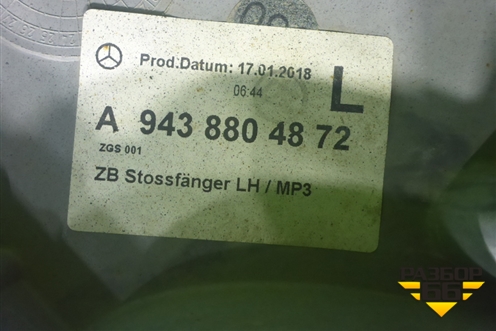 Prod.Datum: 17.01.2018
06:44
L
A 943 880 48 72
ZGS 001
ZB Stossfänger LH / MP3
РАЗБОР
66